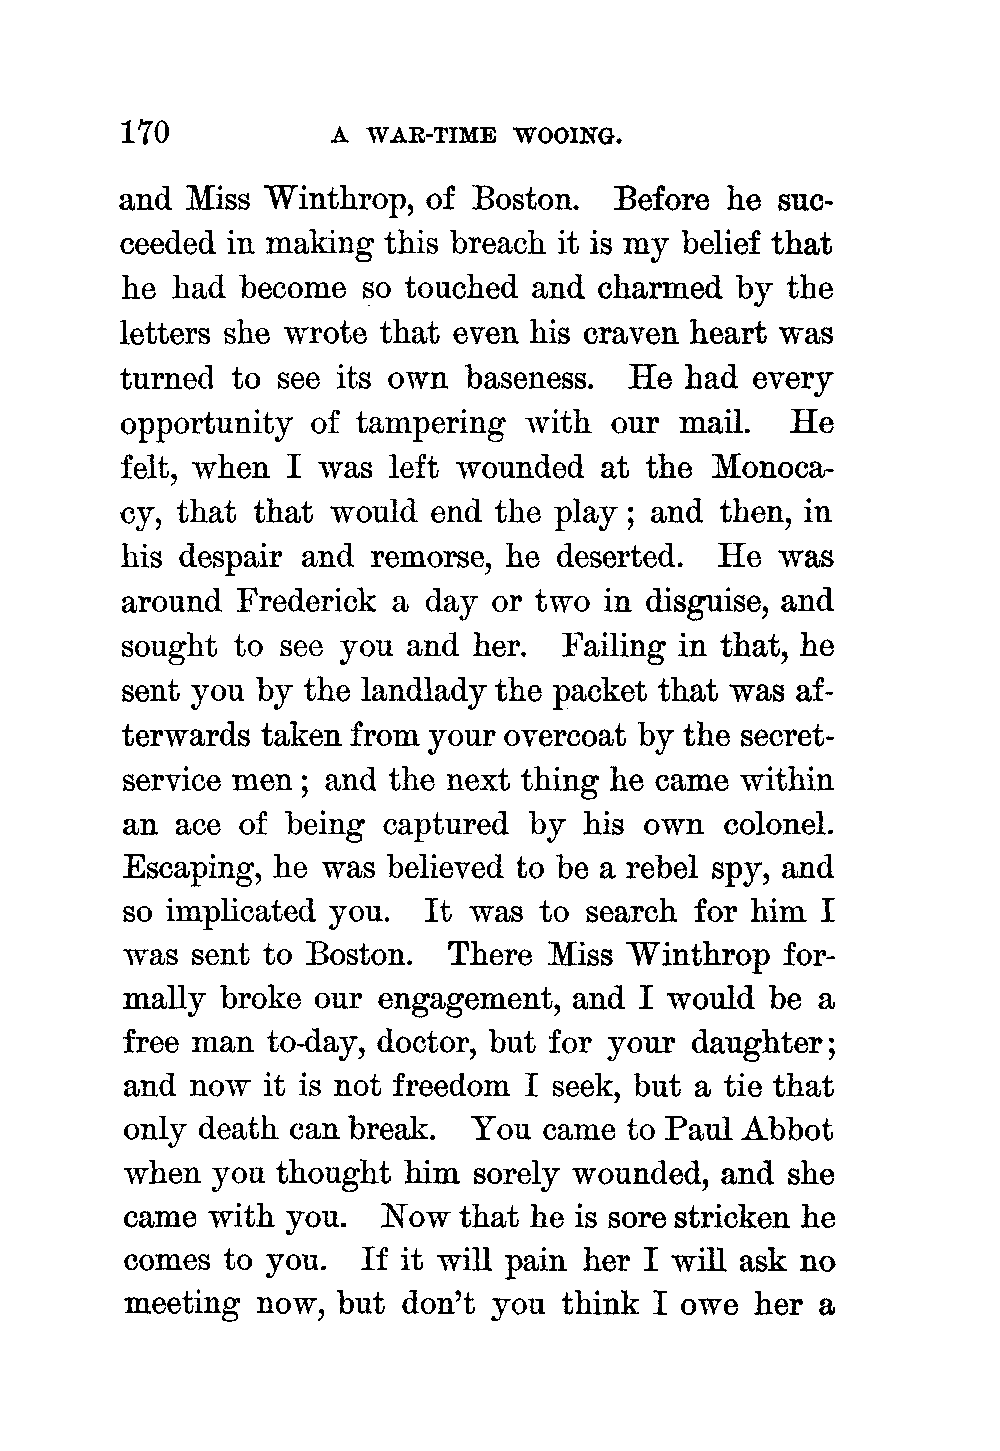 170 A WAR-TIME WOOING.
and Miss Winthrop, of Boston. Before he suc-
ceeded in making this breach it is my belief that
he had become so touched and charmed by the
letters she wrote that even his craven heart was
turned to see its own baseness. He had every
opportunity of tampering with our mail. He
felt, when I was left wounded at the Monoca-
cy, that that would end the play; and then, in
his despair and remorse, he deserted. He was
around Frederick a day or two in disguise, and
sought to see you and her. Failing in that, he
sent you by the landlady the packet that was af-
terwards taken from your overcoat by the secret-
service men; and the next thing he came within
an ace of being captured by his own colonel.
Escaping, he was believed to be a rebel spy, and
so implicated you. It was to search for him I
was sent to Boston. There Miss Winthrop for-
mally broke our engagement, and I would be a
free man to-day, doctor, but for your daughter;
and now it is not freedom I seek, but a tie that
only death can break. You came to Paul Abbot
when you thought him sorely wounded, and she
came with you. Now that he is sore stricken he
comes to you. If it will pain her I will ask no
meeting now, but don't you think I owe her a